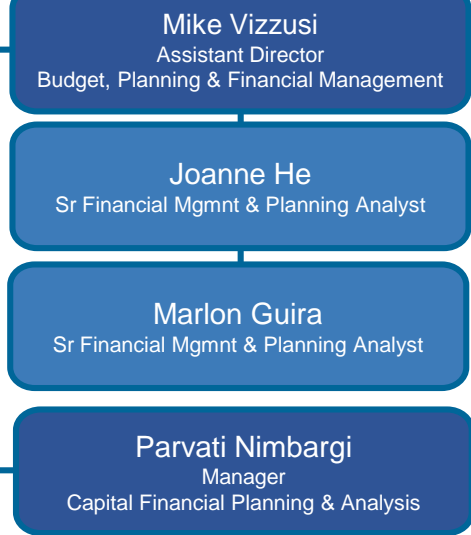 Mike Vizzusi
Assistant Director
Budget, Planning & Financial Management
Joanne He
Sr Financial Mgmnt & Planning Analyst
Marlon Guira
Sr Financial Mgmnt & Planning Analyst
Parvati Nimbargi
Manager
Capital Financial Planning & Analysis